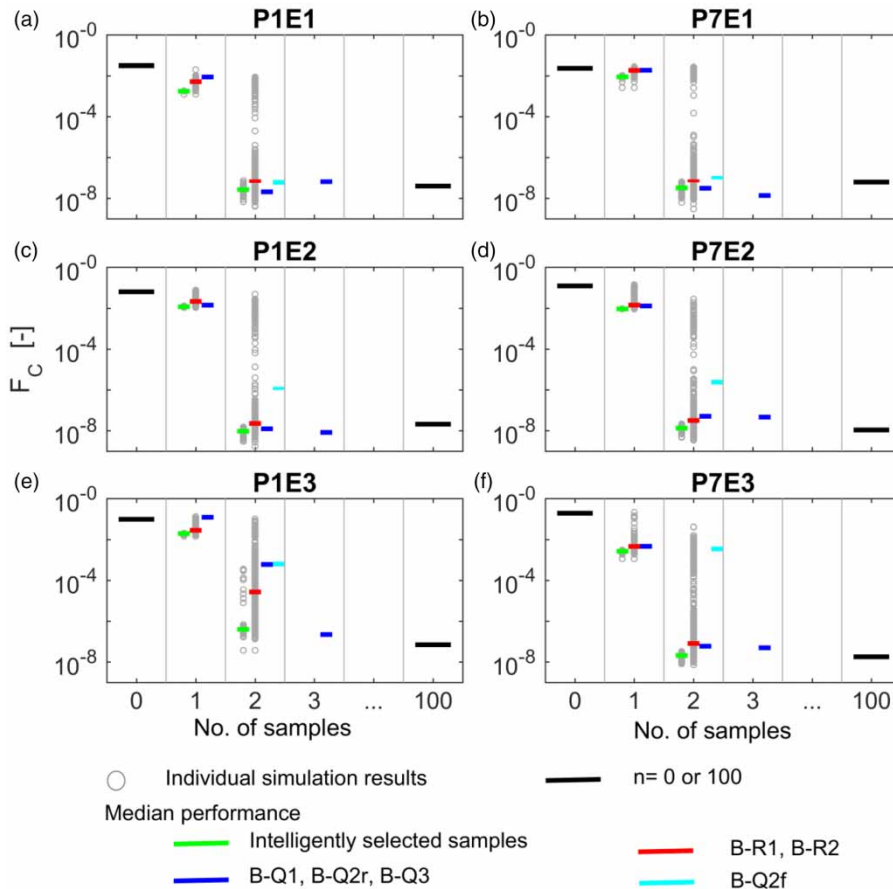 (a) P1E1 (b) P7E1
10^-0 10^-0
10^-4 10^-4
10^-8 10^-8
(c) P1E2 (d) P7E2
10^-0 10^-0
10^-4 10^-4
10^-8 10^-8
F_C [-]
(e) P1E3 (f) P7E3
10^-0 10^-0
10^-4 10^-4
10^-8 10^-8
0 1 2 3 ... 100 0 1 2 3 ... 100
No. of samples No. of samples
Individual simulation results n= 0 or 100
Median performance
Intelligently selected samples B-R1, B-R2
B-Q1, B-Q2r, B-Q3 B-Q2f